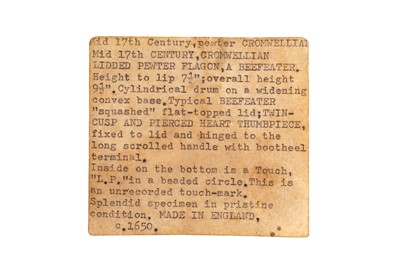 Mid 17th Century,pewter CROMWELLIAN
Mid 17th CENTURY,CROMWELLIAN
LIDDED PEWTER FLAGON,A BEEFEATER.
Height to lip 7¼";overall height
9¼".Cylindrical drum on a widening
convex base.Typical BEEFEATER
"squashed" flat-topped lid;TWIN-
CUSP AND PIERCED HEART THUMBPIECE,
fixed to lid and hinged to the
long scrolled handle with bootheel
terminal.
Inside on the bottom is a Touch,
"L.P."in a beaded circle.This is
an unrecorded touch-mark.
Splendid specimen in pristine
condition. MADE IN ENGLAND,
c.1650.